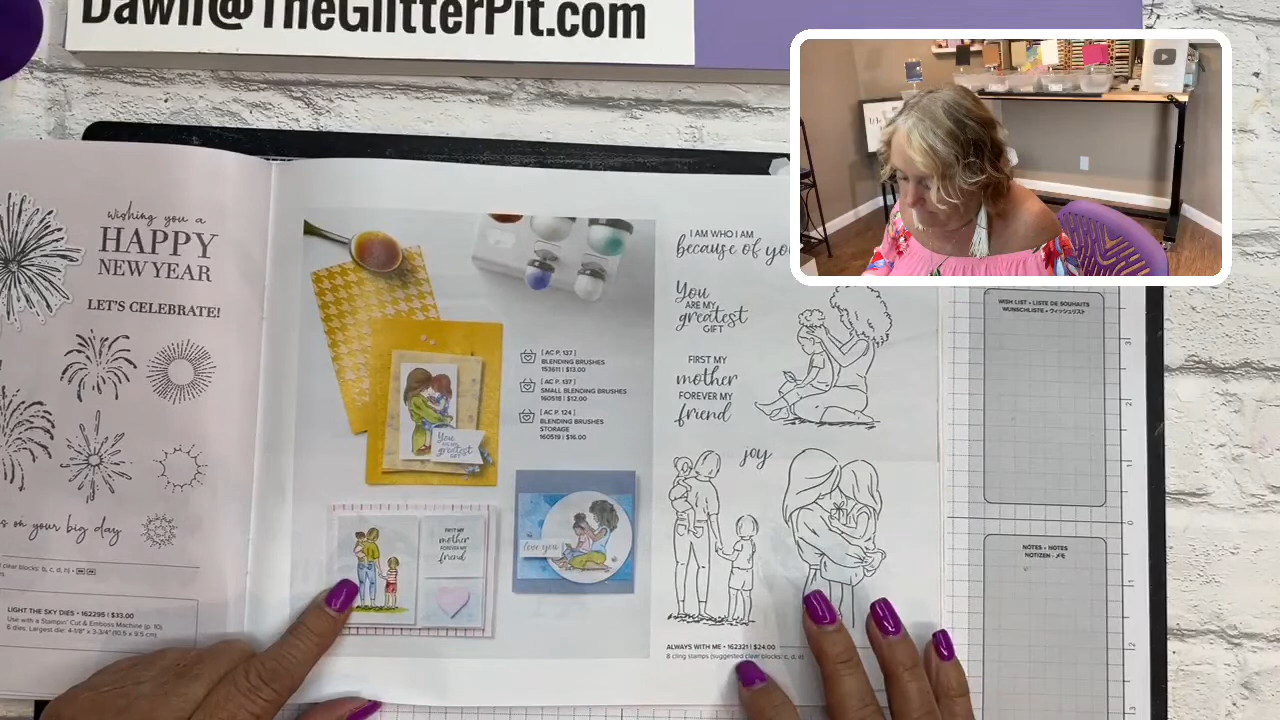 Dawn@TheGlitterPit.com
wishing you a
HAPPY
NEW YEAR
LET'S CELEBRATE!
s on your big day
clear blocks: b, c, d, h)
LIGHT THE SKY DIES • 162295 | $33.00
Use with a Stampin' Cut & Emboss Machine (p. 10).
6 dies. Largest die: 4-1/8" x 3-3/4" (10.5 x 9.5 cm)
[ AC P. 137 ]
BLENDING BRUSHES
153611 | $13.00
[ AC P. 137 ]
SMALL BLENDING BRUSHES
160518 | $12.00
[ AC P. 124 ]
BLENDING BRUSHES
STORAGE
160519 | $16.00
You
ARE MY
greatest
GIFT
FIRST MY
mother
FOREVER MY
friend
love you
I AM WHO I AM
because of yo
You
ARE MY
greatest
GIFT
FIRST MY
mother
FOREVER MY
friend
joy
ALWAYS WITH ME • 162321 | $24.00
8 cling stamps (suggested clear blocks: c, d, e)
WISH LIST • LISTE DE SOUHAITS
WUNSCHLISTE • ウィッシュリスト
NOTES • NOTES
NOTIZEN • メモ